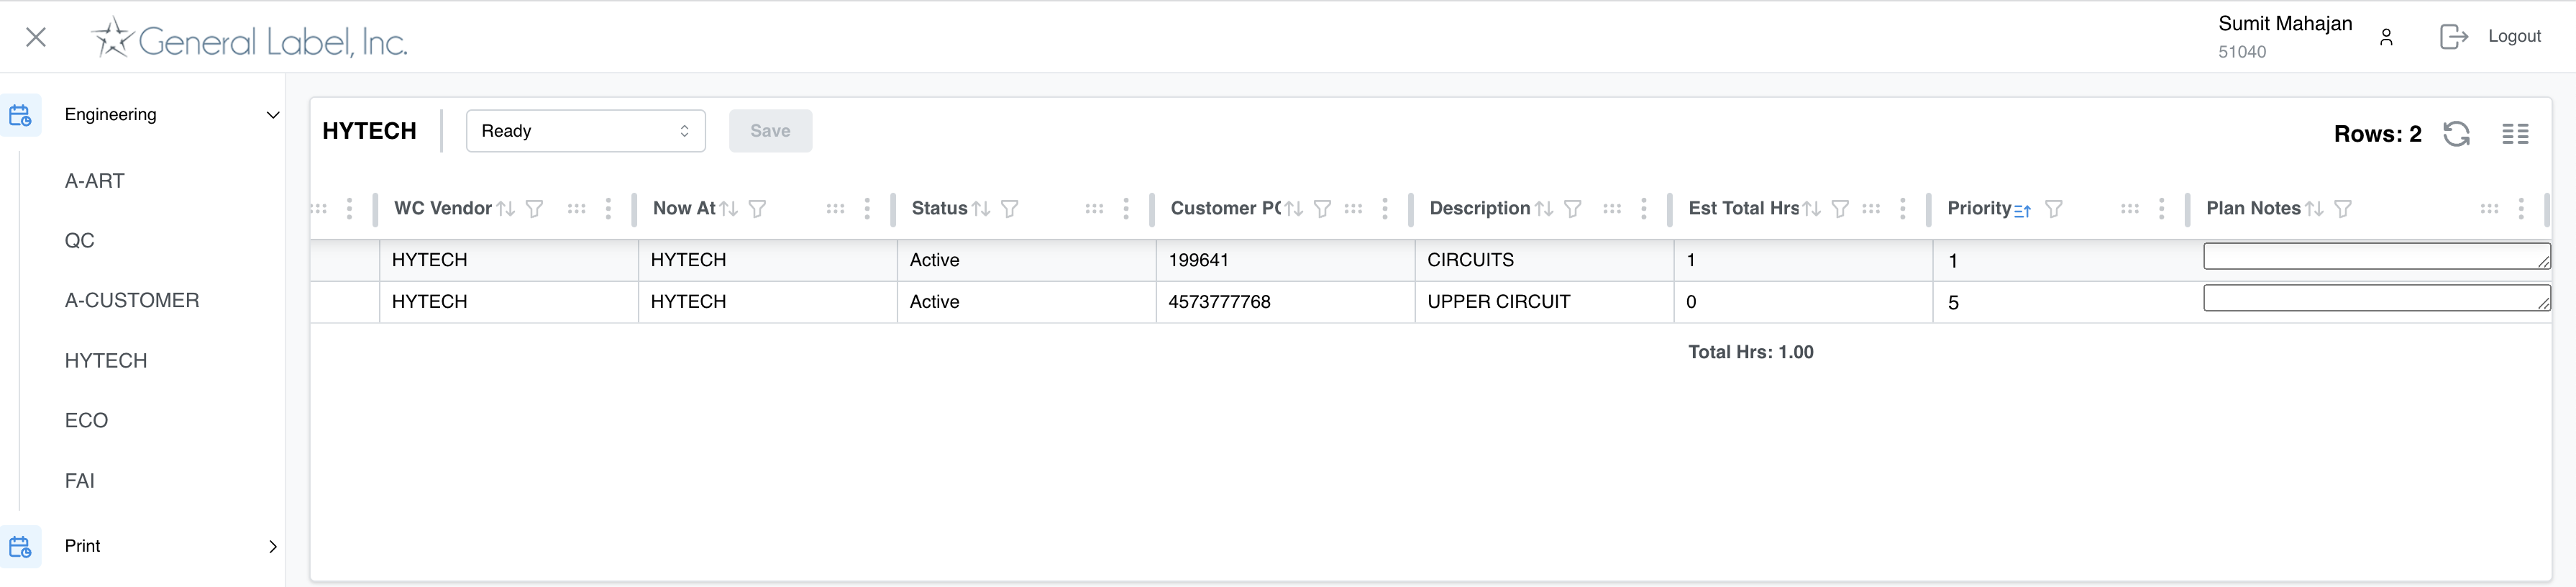 General Label, Inc.
Sumit Mahajan
51040
Logout
Engineering
A-ART
QC
A-CUSTOMER
HYTECH
ECO
FAI
Print
HYTECH
Ready
Save
Rows: 2
WC Vendor Now At Status Customer PO Description Est Total Hrs Priority Plan Notes
HYTECH HYTECH Active 199641 CIRCUITS 1 1
HYTECH HYTECH Active 4573777768 UPPER CIRCUIT 0 5
Total Hrs: 1.00